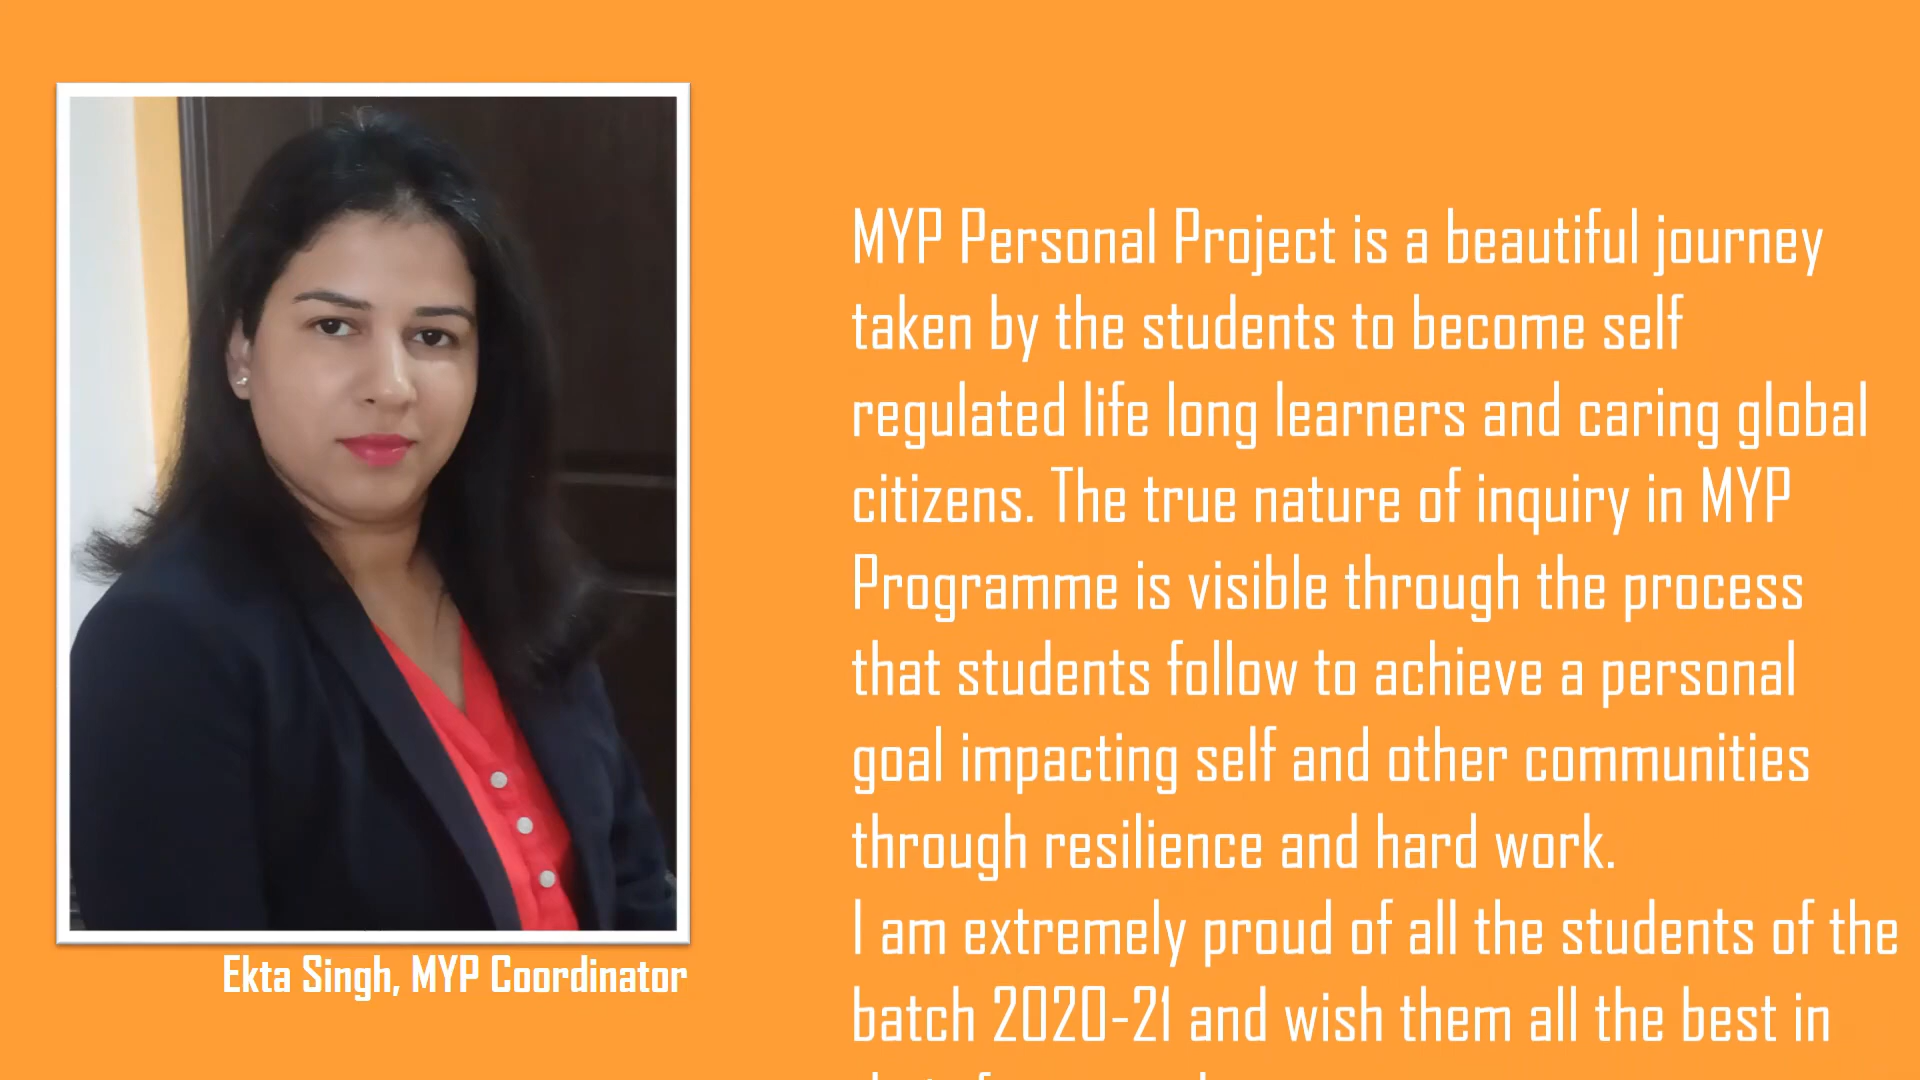 MYP Personal Project is a beautiful journey
taken by the students to become self
regulated life long learners and caring global
citizens. The true nature of inquiry in MYP
Programme is visible through the process
that students follow to achieve a personal
goal impacting self and other communities
through resilience and hard work.
I am extremely proud of all the students of the
batch 2020-21 and wish them all the best in
Ekta Singh, MYP Coordinator